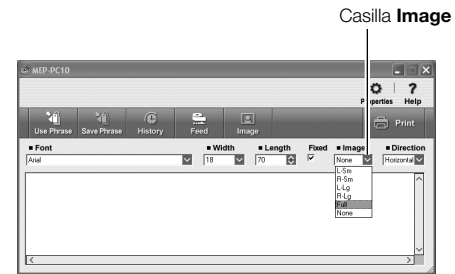 Casilla Image
MEP-PC10
Properties Help
Use Phrase Save Phrase History Feed Image Print
■ Font ■ Width ■ Length Fixed ■ Image ■ Direction
Arial 18 70 None Horizontal
L-Sm
R-Sm
L-Lg
R-Lg
Full
None